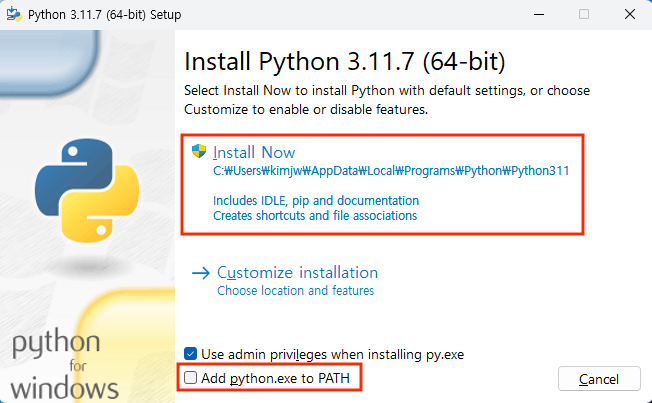 Python 3.11.7 (64-bit) Setup
Install Python 3.11.7 (64-bit)
Select Install Now to install Python with default settings, or choose
Customize to enable or disable features.
Install Now
C:₩Users₩kimjw₩AppData₩Local₩Programs₩Python₩Python311
Includes IDLE, pip and documentation
Creates shortcuts and file associations
Customize installation
Choose location and features
python
for
windows
Use admin privileges when installing py.exe
Add python.exe to PATH
Cancel